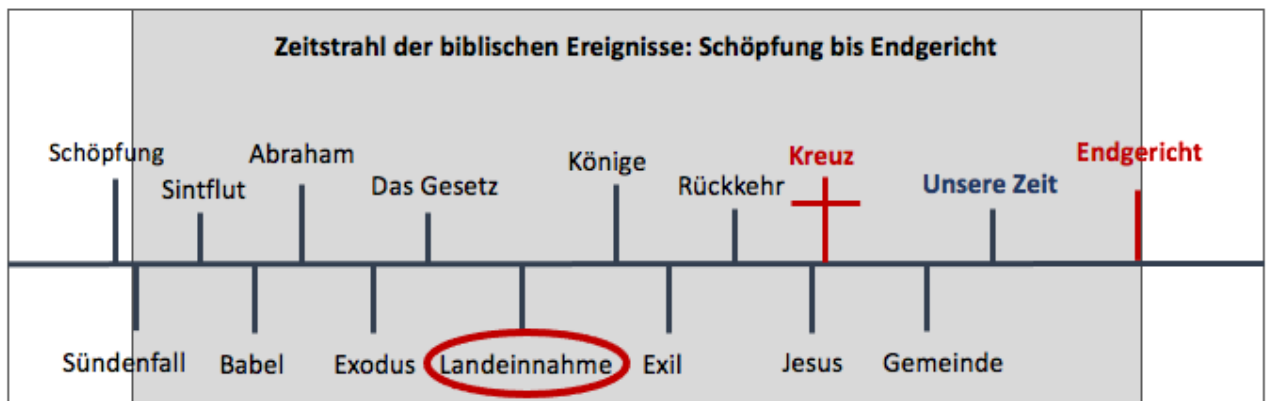 Zeitstrahl der biblischen Ereignisse: Schöpfung bis Endgericht
Schöpfung
Sintflut
Abraham
Das Gesetz
Könige
Rückkehr
Kreuz
Unsere Zeit
Endgericht
Sündenfall
Babel
Exodus
Landeinnahme
Exil
Jesus
Gemeinde